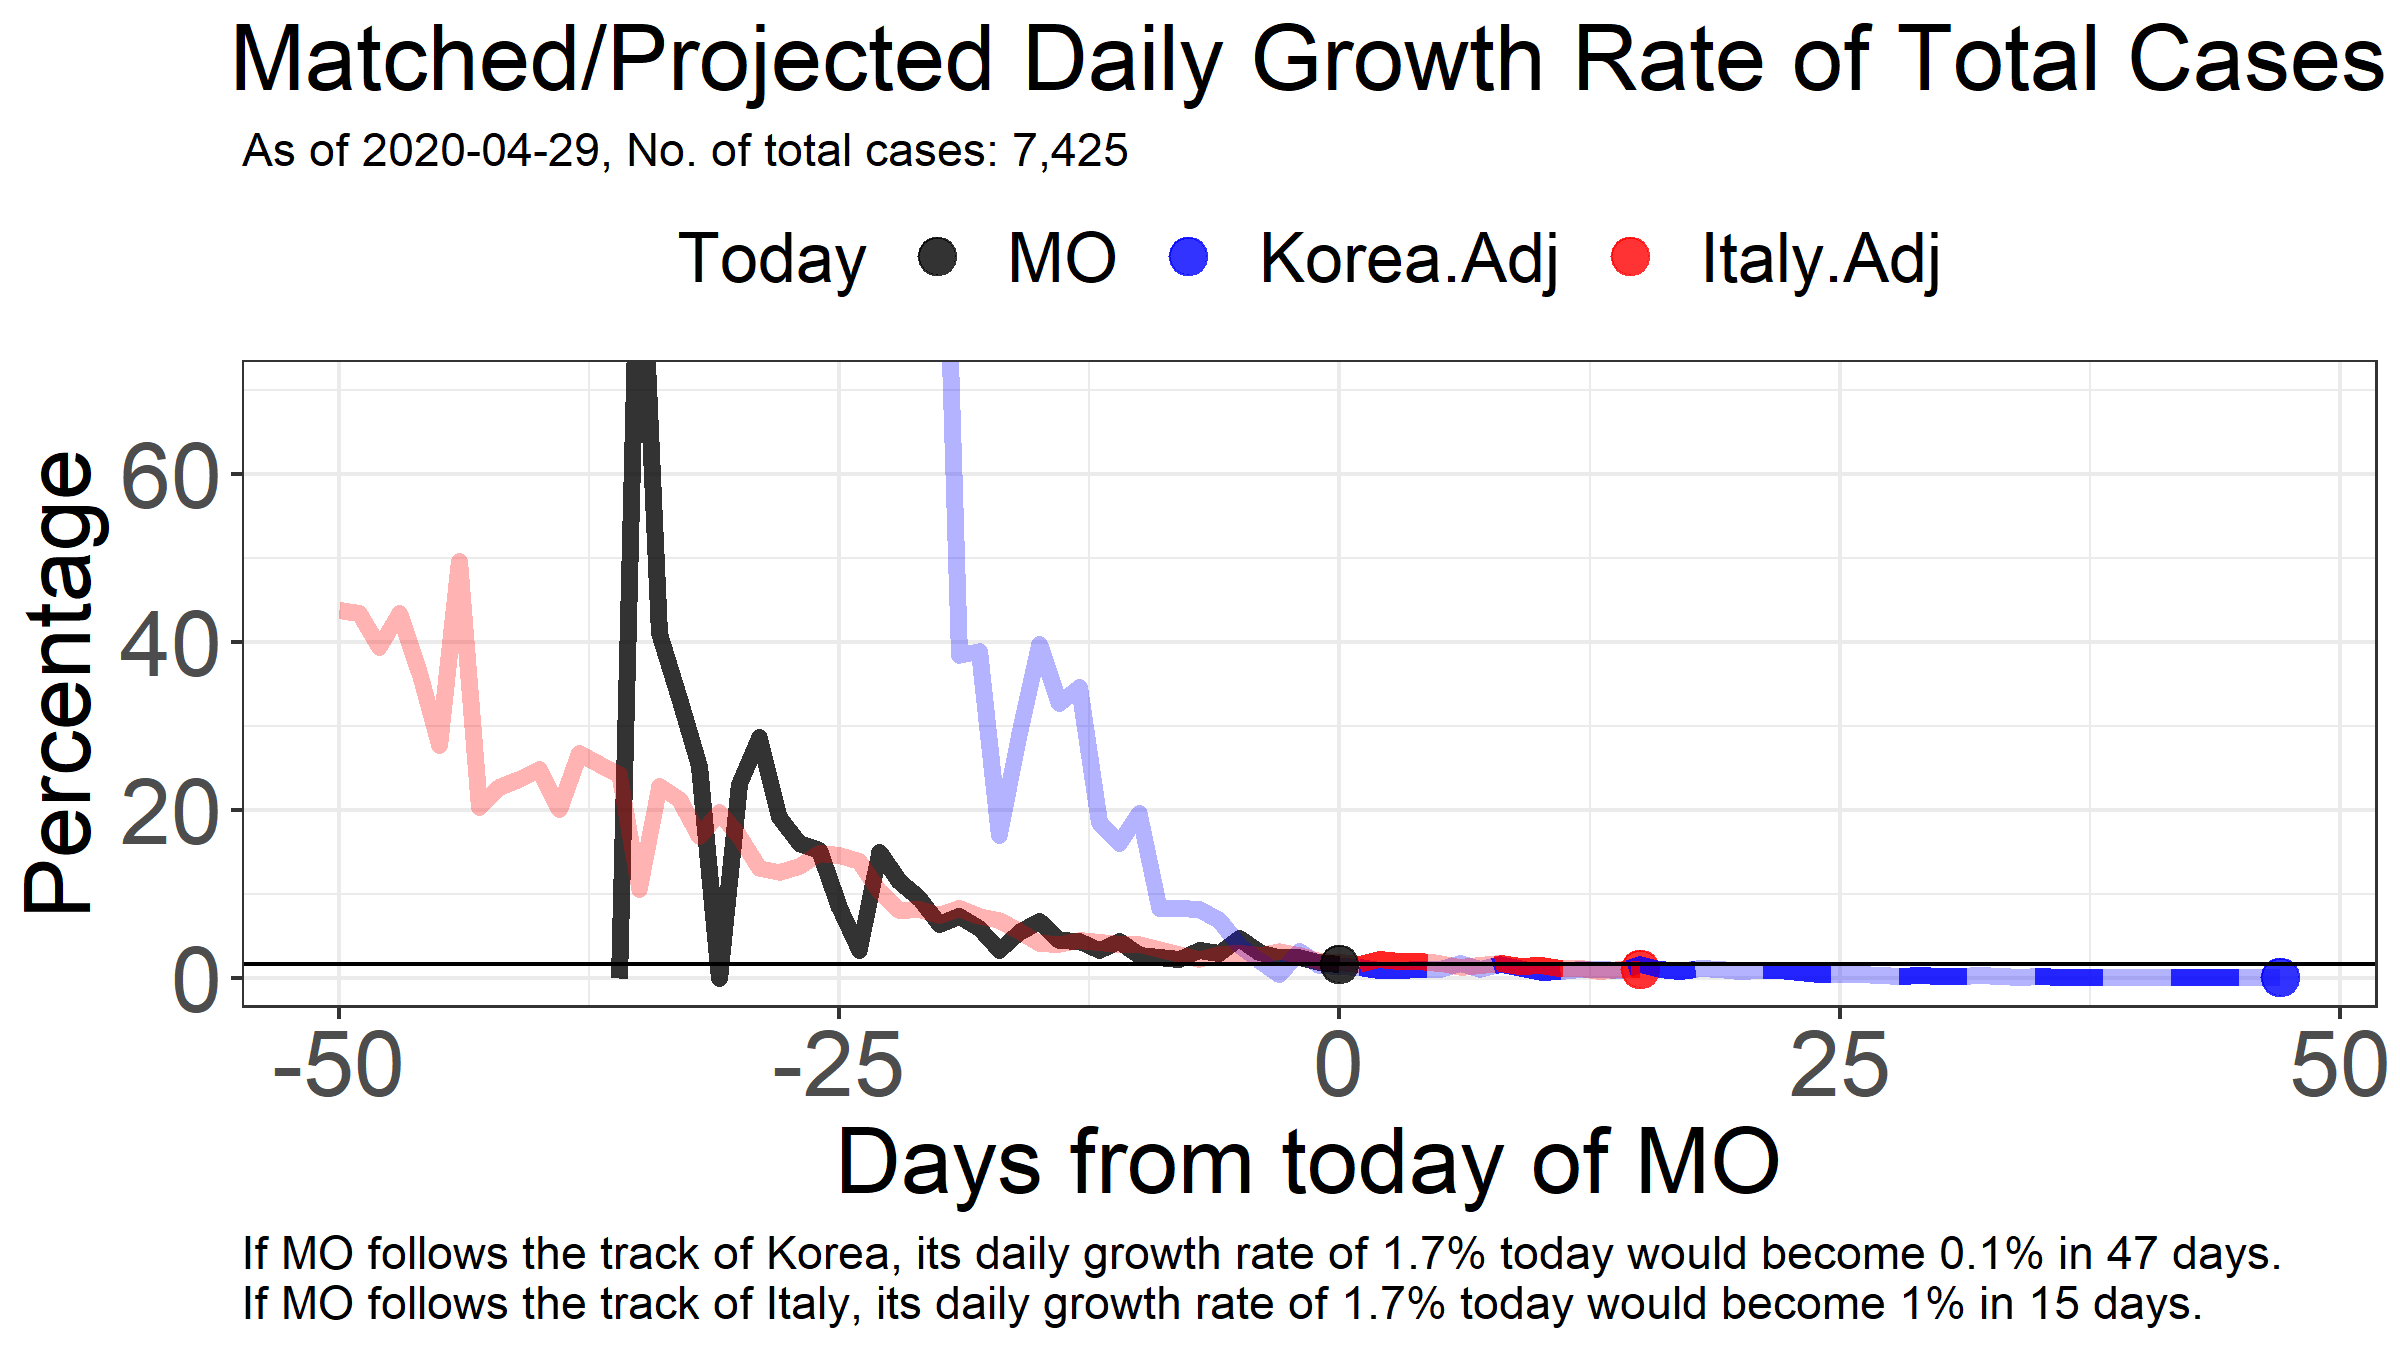 Matched/Projected Daily Growth Rate of Total Cases
As of 2020-04-29, No. of total cases: 7,425
Today MO Korea.Adj Italy.Adj
Percentage
60
40
20
0
-50 -25 0 25 50
Days from today of MO
If MO follows the track of Korea, its daily growth rate of 1.7% today would become 0.1% in 47 days.
If MO follows the track of Italy, its daily growth rate of 1.7% today would become 1% in 15 days.